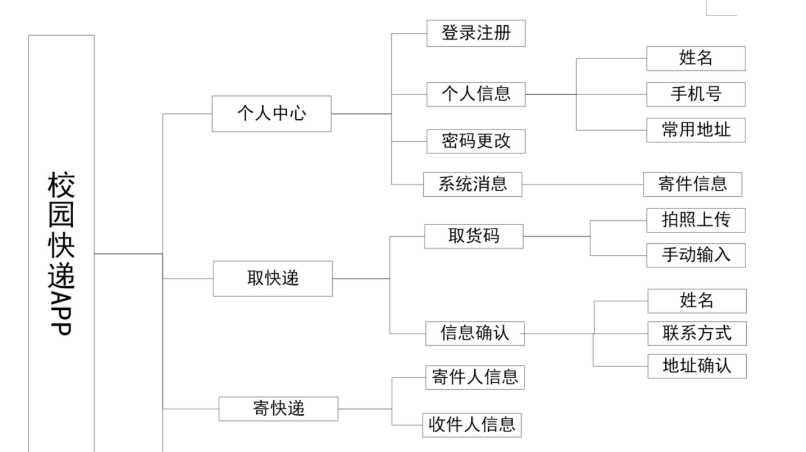 校园快递APP
个人中心
登录注册
个人信息
姓名
手机号
常用地址
密码更改
系统消息
寄件信息
取快递
取货码
拍照上传
手动输入
信息确认
姓名
联系方式
地址确认
寄快递
寄件人信息
收件人信息